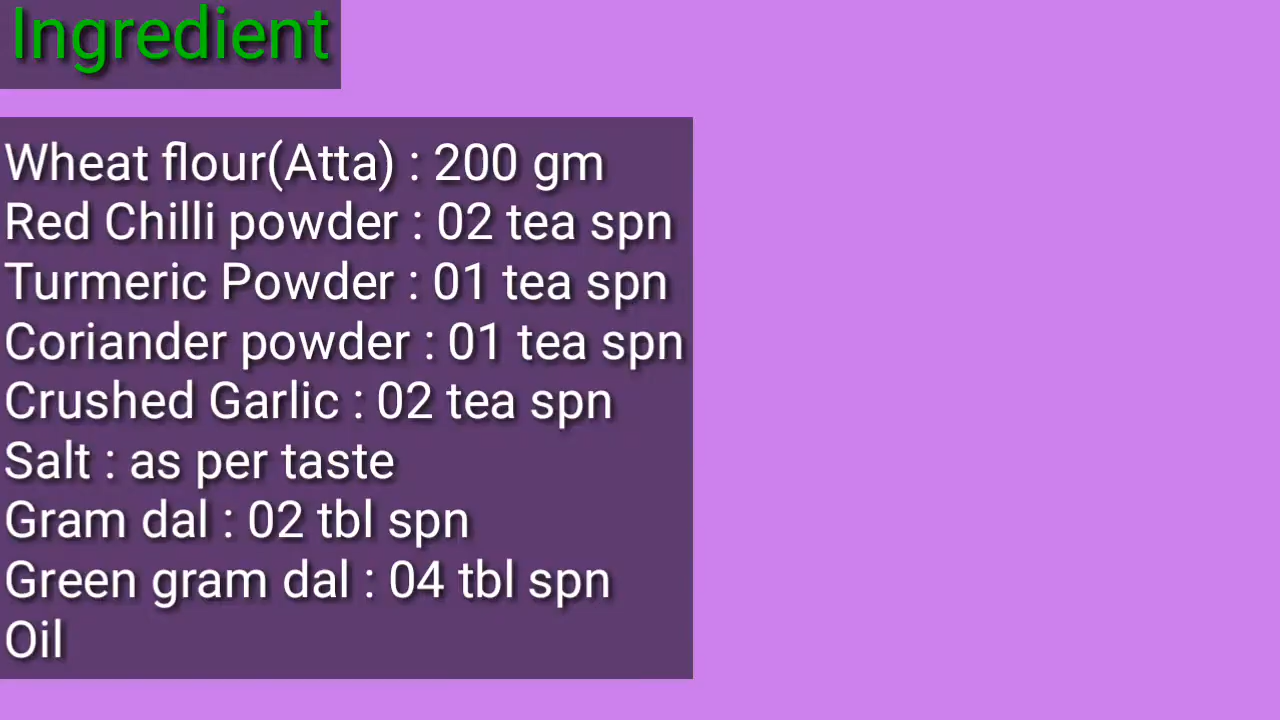 Ingredient
Wheat flour(Atta) : 200 gm
Red Chilli powder : 02 tea spn
Turmeric Powder : 01 tea spn
Coriander powder : 01 tea spn
Crushed Garlic : 02 tea spn
Salt : as per taste
Gram dal : 02 tbl spn
Green gram dal : 04 tbl spn
Oil